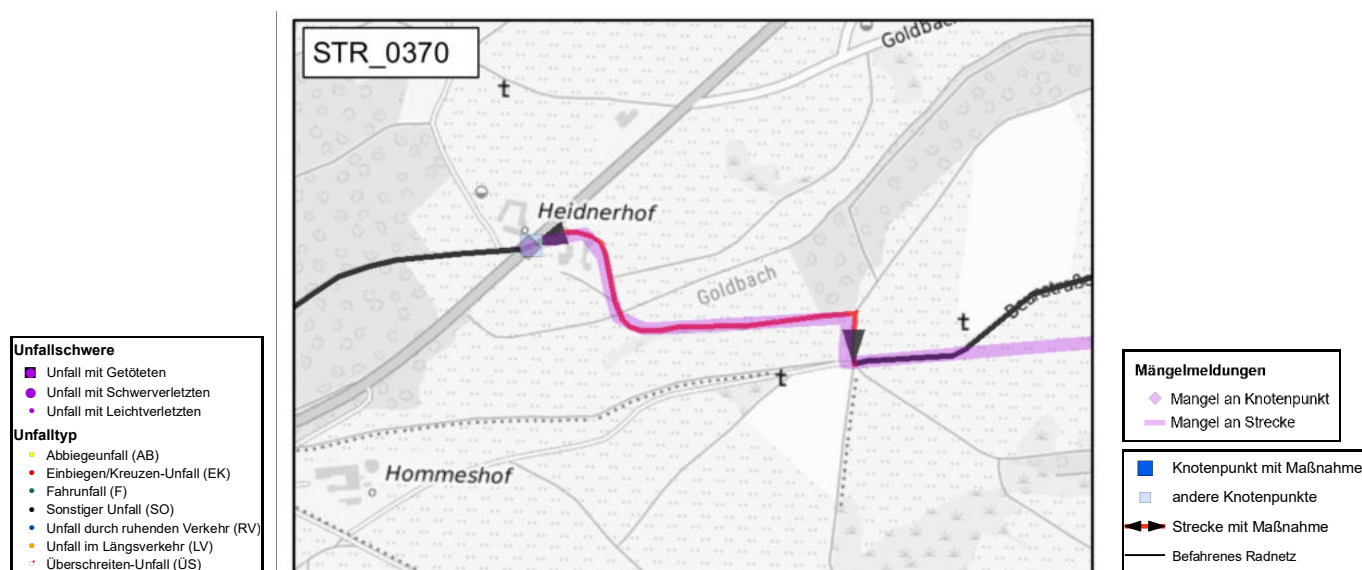 STR_0370
Goldbach
Heidnerhof
Goldbach
Beurstraße
Hommeshof
Unfallschwere
Unfall mit Getöteten
Unfall mit Schwerverletzten
Unfall mit Leichtverletzten
Unfalltyp
Abbiegeunfall (AB)
Einbiegen/Kreuzen-Unfall (EK)
Fahrunfall (F)
Sonstiger Unfall (SO)
Unfall durch ruhenden Verkehr (RV)
Unfall im Längsverkehr (LV)
Überschreiten-Unfall (ÜS)
Mängelmeldungen
Mangel an Knotenpunkt
Mangel an Strecke
Knotenpunkt mit Maßnahme
andere Knotenpunkte
Strecke mit Maßnahme
Befahrenes Radnetz